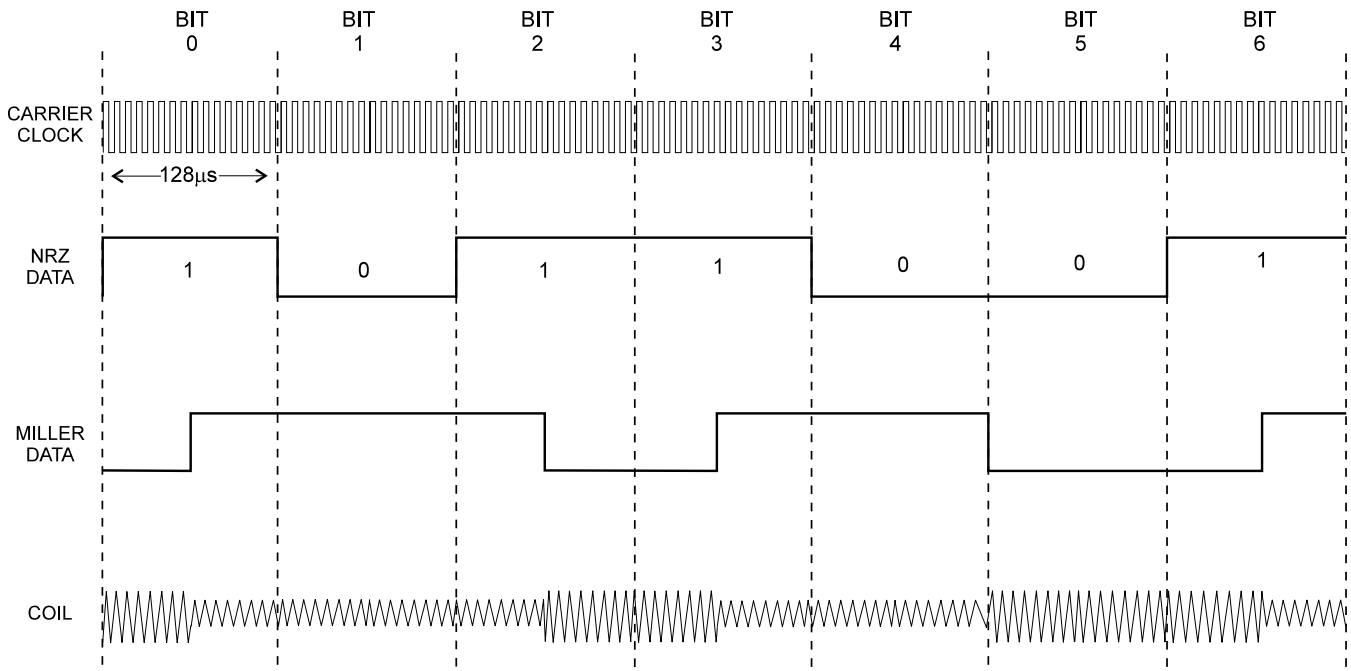 BIT 0
BIT 1
BIT 2
BIT 3
BIT 4
BIT 5
BIT 6
CARRIER
CLOCK
128μs
NRZ
DATA
1 0 1 1 0 0 1
MILLER
DATA
COIL